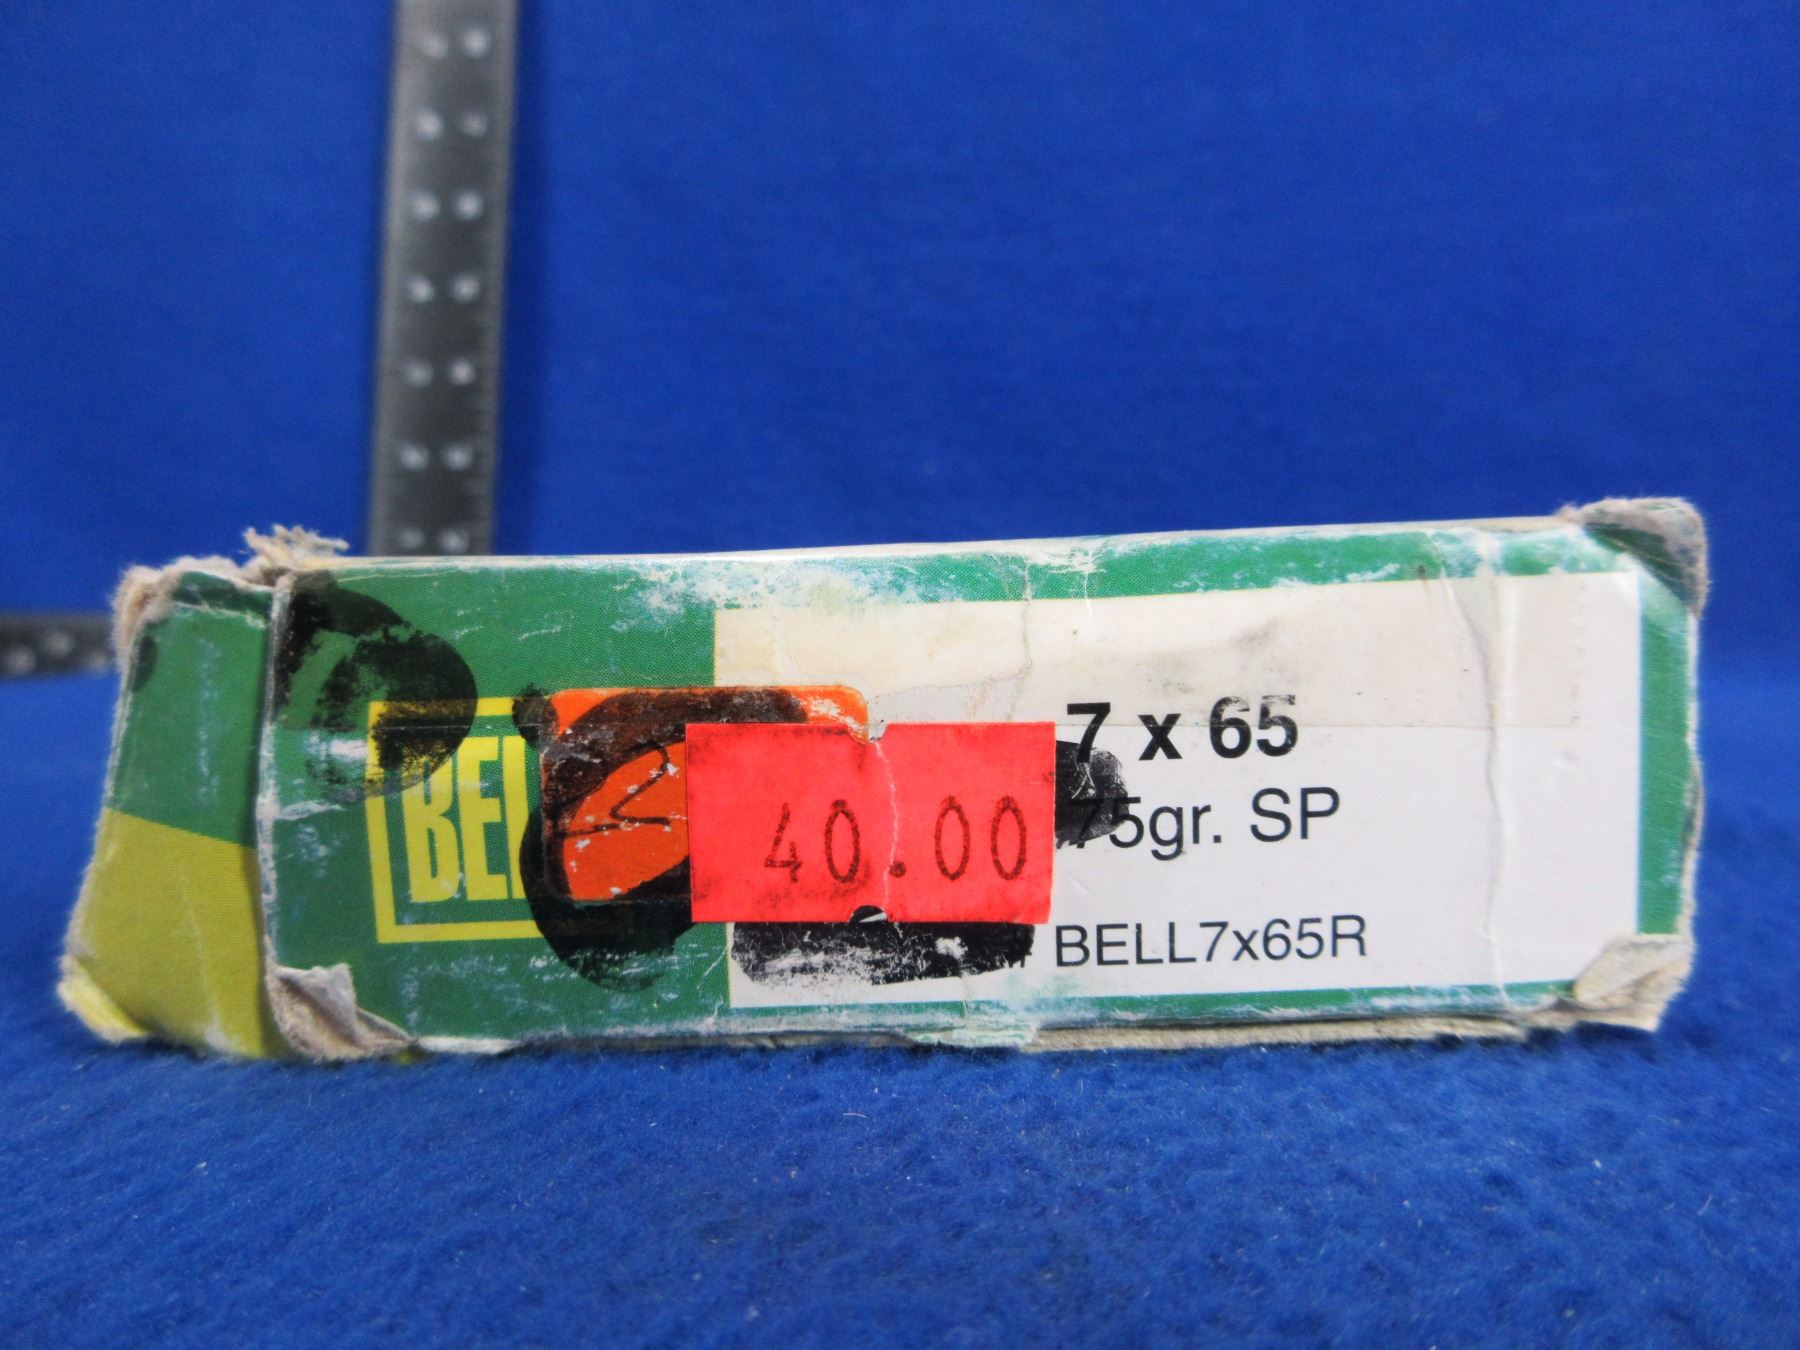 BEL
40.00
7 x 65
75gr. SP
# BELL7x65R